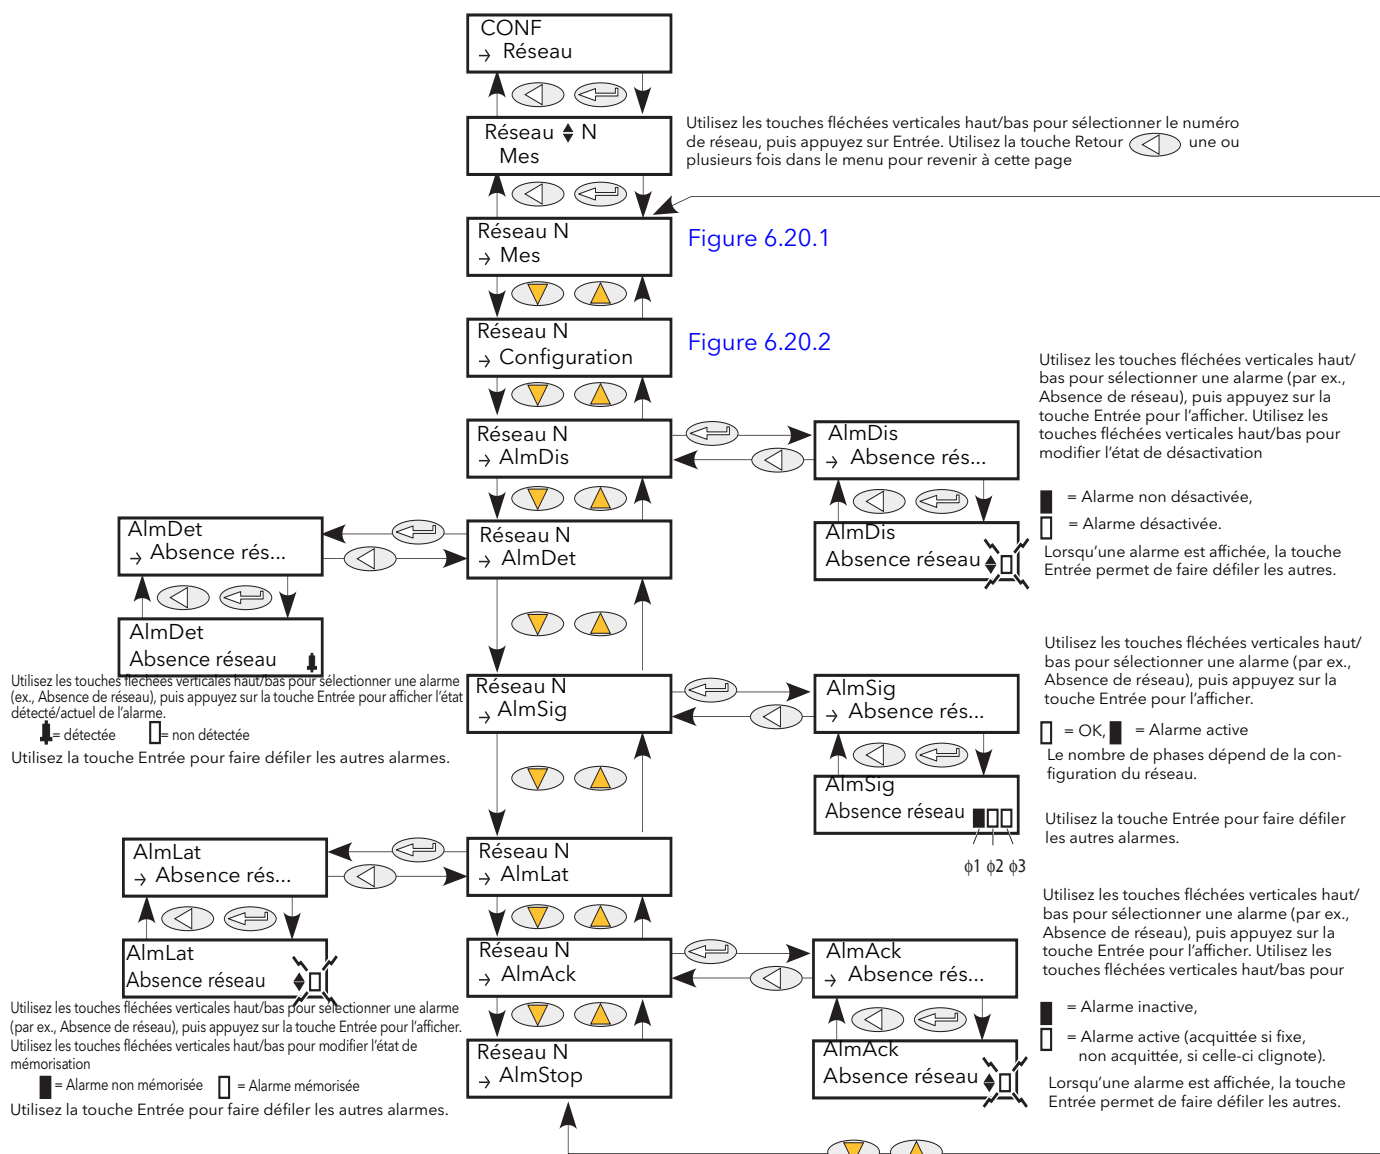 CONF
→ Réseau
Réseau ♦ N
Mes
Utilisez les touches fléchées verticales haut/bas pour sélectionner le numéro
de réseau, puis appuyez sur Entrée. Utilisez la touche Retour une ou
plusieurs fois dans le menu pour revenir à cette page
Réseau N
→ Mes
Figure 6.20.1
Réseau N
→ Configuration
Figure 6.20.2
Réseau N
→ AlmDis
AlmDis
→ Absence rés...
AlmDis
Absence réseau
Utilisez les touches fléchées verticales haut/
bas pour sélectionner une alarme (par ex.,
Absence de réseau), puis appuyez sur la
touche Entrée pour l'afficher. Utilisez les
touches fléchées verticales haut/bas pour
modifier l'état de désactivation
= Alarme non désactivée,
= Alarme désactivée.
Lorsqu'une alarme est affichée, la touche
Entrée permet de faire défiler les autres.
Réseau N
→ AlmDet
AlmDet
→ Absence rés...
AlmDet
Absence réseau
Utilisez les touches fléchées verticales haut/bas pour sélectionner une alarme
(ex., Absence de réseau), puis appuyez sur la touche Entrée pour afficher l'état
détecté/actuel de l'alarme.
= détectée = non détectée
Utilisez la touche Entrée pour faire défiler les autres alarmes.
Réseau N
→ AlmSig
AlmSig
→ Absence rés...
AlmSig
Absence réseau
ϕ1 ϕ2 ϕ3
Utilisez les touches fléchées verticales haut/
bas pour sélectionner une alarme (par ex.,
Absence de réseau), puis appuyez sur la
touche Entrée pour l'afficher.
= OK, = Alarme active
Le nombre de phases dépend de la con-
figuration du réseau.
Utilisez la touche Entrée pour faire défiler
les autres alarmes.
Réseau N
→ AlmLat
AlmLat
→ Absence rés...
AlmLat
Absence réseau
Utilisez les touches fléchées verticales haut/bas pour sélectionner une alarme
(par ex., Absence de réseau), puis appuyez sur la touche Entrée pour l'afficher.
Utilisez les touches fléchées verticales haut/bas pour modifier l'état de
mémorisation
= Alarme non mémorisée = Alarme mémorisée
Utilisez la touche Entrée pour faire défiler les autres alarmes.
Réseau N
→ AlmAck
AlmAck
→ Absence rés...
AlmAck
Absence réseau
Utilisez les touches fléchées verticales haut/
bas pour sélectionner une alarme (par ex.,
Absence de réseau), puis appuyez sur la
touche Entrée pour l'afficher. Utilisez les
touches fléchées verticales haut/bas pour
= Alarme inactive,
= Alarme active (acquittée si fixe,
non acquittée, si celle-ci clignote).
Lorsqu'une alarme est affichée, la touche
Entrée permet de faire défiler les autres.
Réseau N
→ AlmStop